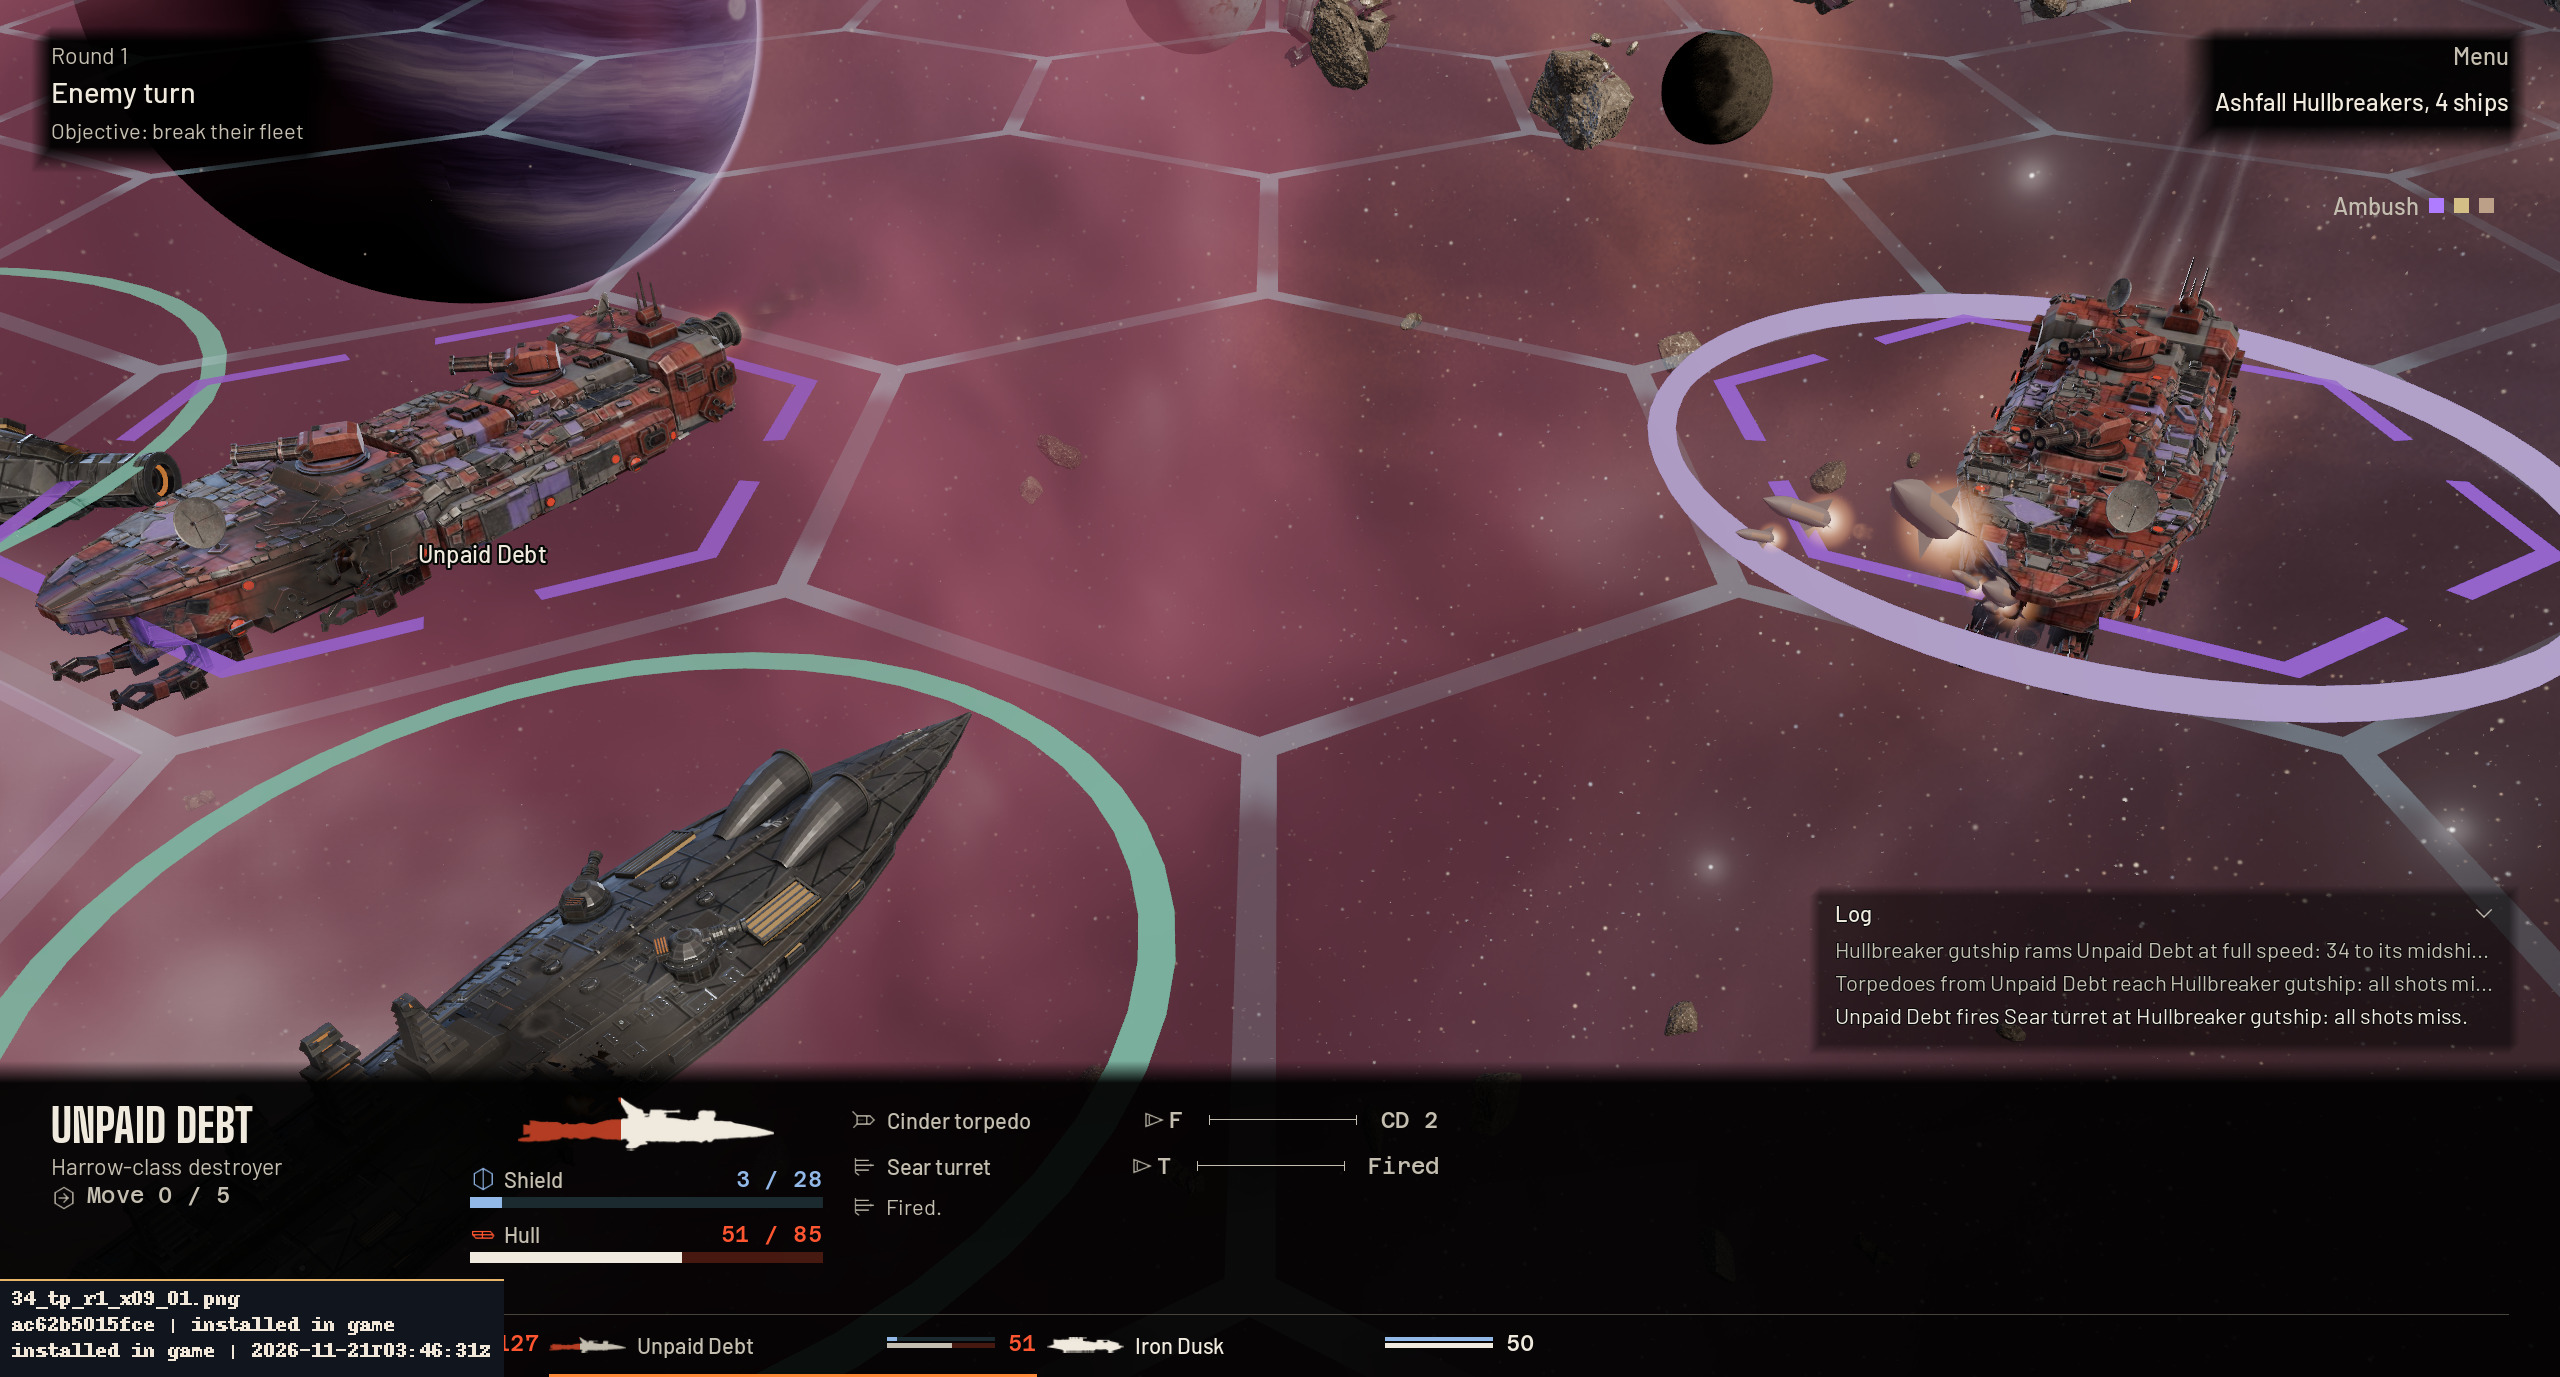 Round 1
Enemy turn
Objective: break their fleet
Menu
Ashfall Hullbreakers, 4 ships
Ambush
Unpaid Debt
Log
Hullbreaker gutship rams Unpaid Debt at full speed: 34 to its midshi...
Torpedoes from Unpaid Debt reach Hullbreaker gutship: all shots mi...
Unpaid Debt fires Sear turret at Hullbreaker gutship: all shots miss.
UNPAID DEBT
Harrow-class destroyer
Move 0 / 5
Shield 3 / 28
Hull 51 / 85
Cinder torpedo F CD 2
Sear turret T Fired
Fired.
34_tp_r1_x09_01.png
ac62b5015fce | installed in game
installed in game | 2026-11-21T03:46:31Z
127 Unpaid Debt 51 Iron Dusk 50